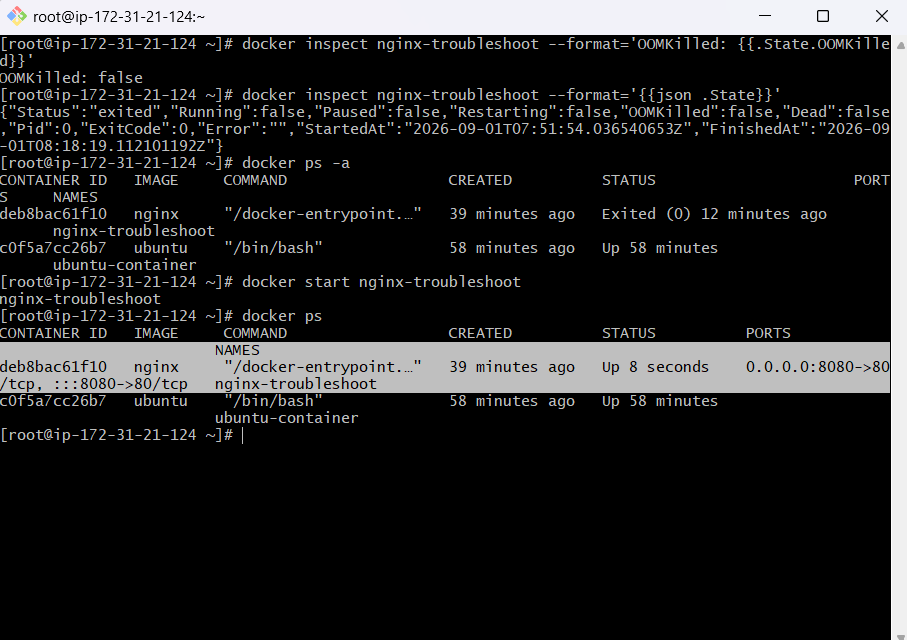 root@ip-172-31-21-124:~
[root@ip-172-31-21-124 ~]# docker inspect nginx-troubleshoot --format='OOMKilled: {{.State.OOMKille
d}}'
OOMKilled: false
[root@ip-172-31-21-124 ~]# docker inspect nginx-troubleshoot --format='{{json .State}}'
{"Status":"exited","Running":false,"Paused":false,"Restarting":false,"OOMKilled":false,"Dead":false
,"Pid":0,"ExitCode":0,"Error":"","StartedAt":"2026-09-01T07:51:54.036540653Z","FinishedAt":"2026-09
-01T08:18:19.112101192Z"}
[root@ip-172-31-21-124 ~]# docker ps -a
CONTAINER ID   IMAGE     COMMAND                  CREATED          STATUS                      PORT
S     NAMES
deb8bac61f10   nginx     "/docker-entrypoint.…"   39 minutes ago   Exited (0) 12 minutes ago
      nginx-troubleshoot
c0f5a7cc26b7   ubuntu    "/bin/bash"              58 minutes ago   Up 58 minutes
      ubuntu-container
[root@ip-172-31-21-124 ~]# docker start nginx-troubleshoot
nginx-troubleshoot
[root@ip-172-31-21-124 ~]# docker ps
CONTAINER ID   IMAGE     COMMAND                  CREATED          STATUS          PORTS
                        NAMES
deb8bac61f10   nginx     "/docker-entrypoint.…"   39 minutes ago   Up 8 seconds    0.0.0.0:8080->80
/tcp, :::8080->80/tcp   nginx-troubleshoot
c0f5a7cc26b7   ubuntu    "/bin/bash"              58 minutes ago   Up 58 minutes
                        ubuntu-container
[root@ip-172-31-21-124 ~]#